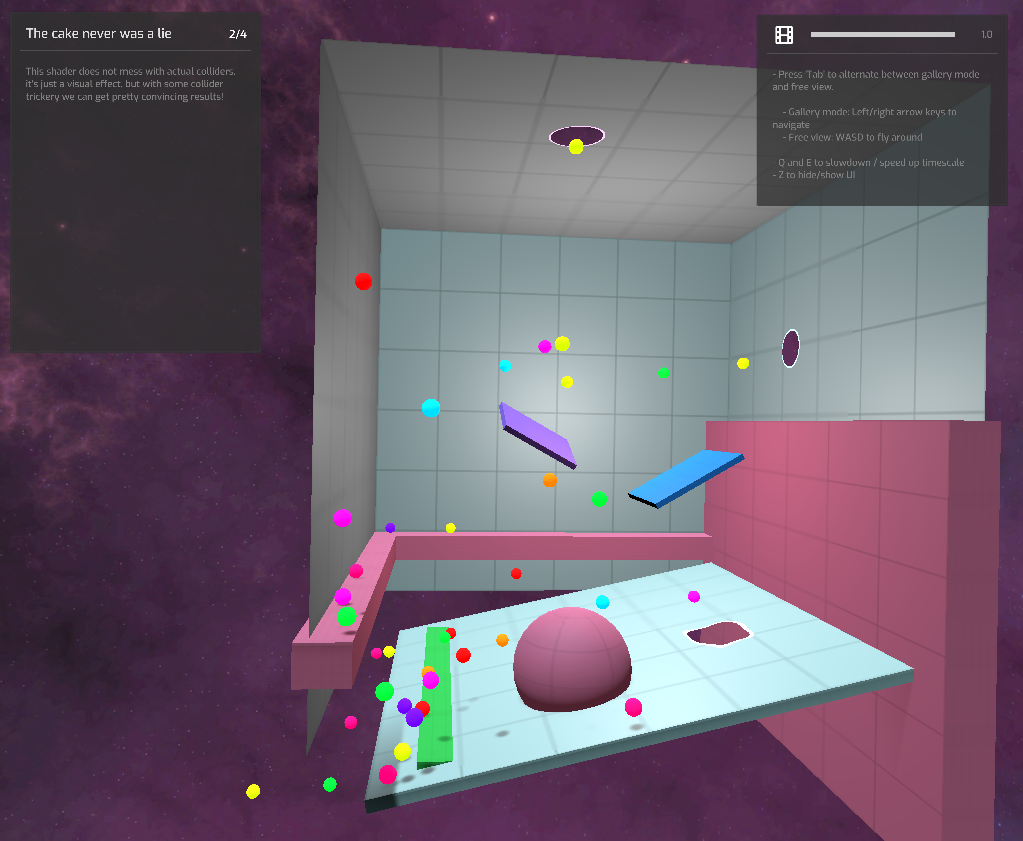 The cake never was a lie 2/4
This shader does not mess with actual colliders,
it's just a visual effect, but with some collider
trickery we can get pretty convincing results!
1.0
- Press 'Tab' to alternate between gallery mode
and free view.
- Gallery mode: Left/right arrow keys to
navigate
- Free view: WASD to fly around
Q and E to slowdown / speed up timescale
- Z to hide/show UI